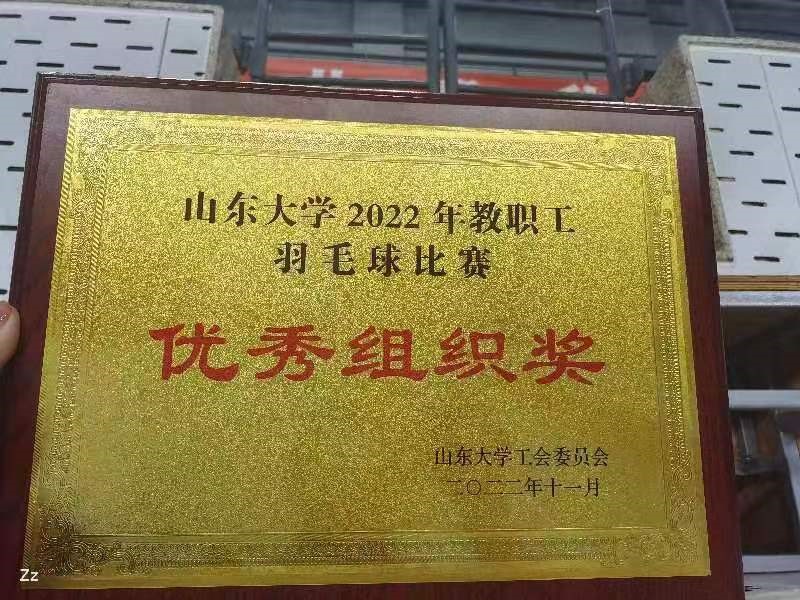 山东大学2022年教职工
羽毛球比赛
优秀组织奖
山东大学工会委员会
二〇二二年十一月
Zz